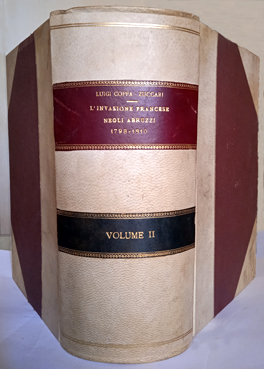 LUIGI COPPA-ZUCCARI
L'INVASIONE FRANCESE
NEGLI ABRUZZI
1798-1810
VOLUME II